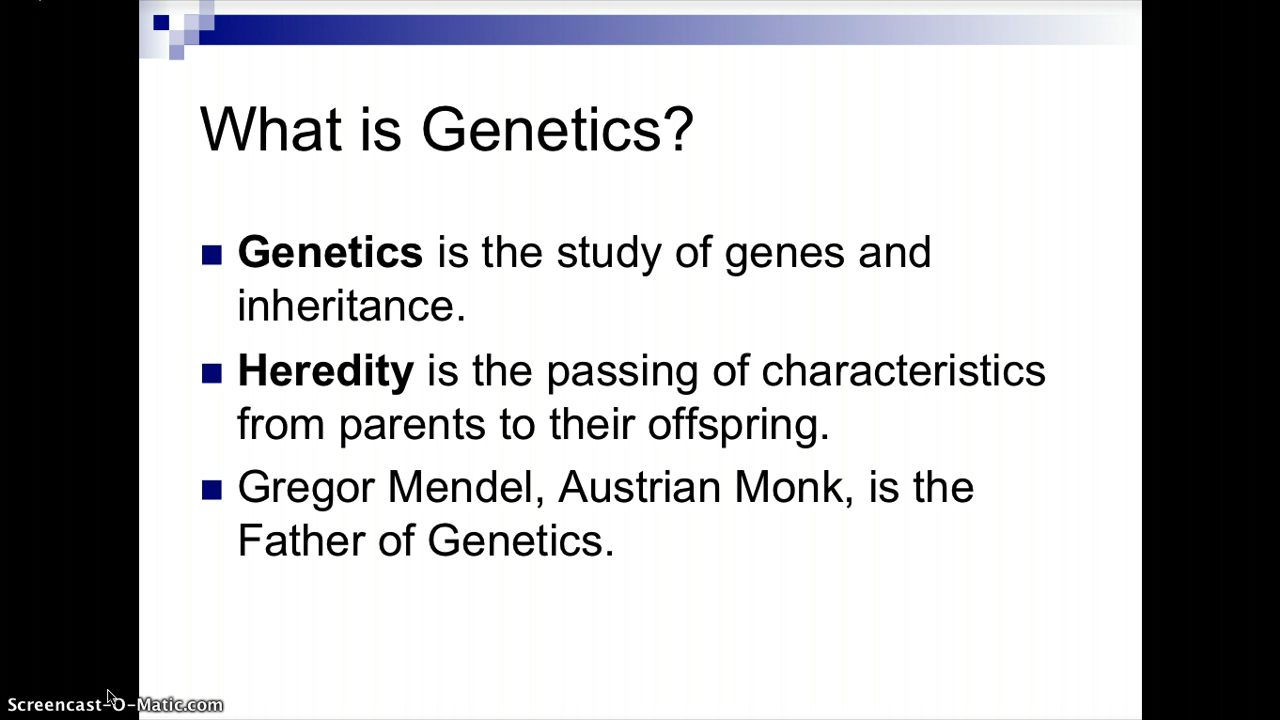 What is Genetics?
Genetics is the study of genes and
inheritance.
Heredity is the passing of characteristics
from parents to their offspring.
Gregor Mendel, Austrian Monk, is the
Father of Genetics.
Screencast-O-Matic.com